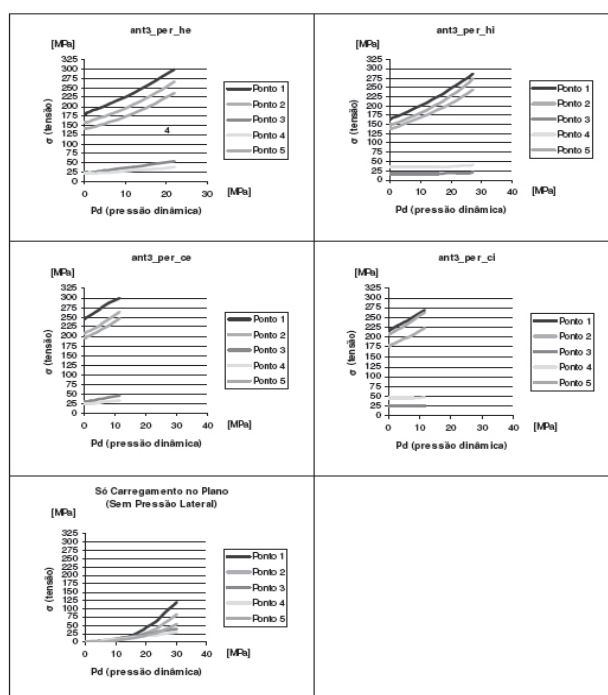 ant3_per_he
[MPa]
325
300
275
250
225
200
175
150
125
100
75
50
25
0
σ (tensão)
4
0 10 20 30
[MPa]
Pd (pressão dinâmica)
Ponto 1
Ponto 2
Ponto 3
Ponto 4
Ponto 5
ant3_per_hi
[MPa]
325
300
275
250
225
200
175
150
125
100
75
50
25
0
σ (tensão)
0 10 20 30 40
[MPa]
Pd (pressão dinâmica)
Ponto 1
Ponto 2
Ponto 3
Ponto 4
Ponto 5
ant3_per_ce
[MPa]
325
300
275
250
225
200
175
150
125
100
75
50
25
0
σ (tensão)
0 10 20 30 40
[MPa]
Pd (pressão dinâmica)
Ponto 1
Ponto 2
Ponto 3
Ponto 4
Ponto 5
ant3_per_ci
[MPa]
325
300
275
250
225
200
175
150
125
100
75
50
25
0
σ (tensão)
0 10 20 30 40
[MPa]
Pd (pressão dinâmica)
Ponto 1
Ponto 2
Ponto 3
Ponto 4
Ponto 5
Só Carregamento no Plano
(Sem Pressão Lateral)
[MPa]
325
300
275
250
225
200
175
150
125
100
75
50
25
0
σ (tensão)
0 10 20 30 40
[MPa]
Pd (pressão dinâmica)
Ponto 1
Ponto 2
Ponto 3
Ponto 4
Ponto 5